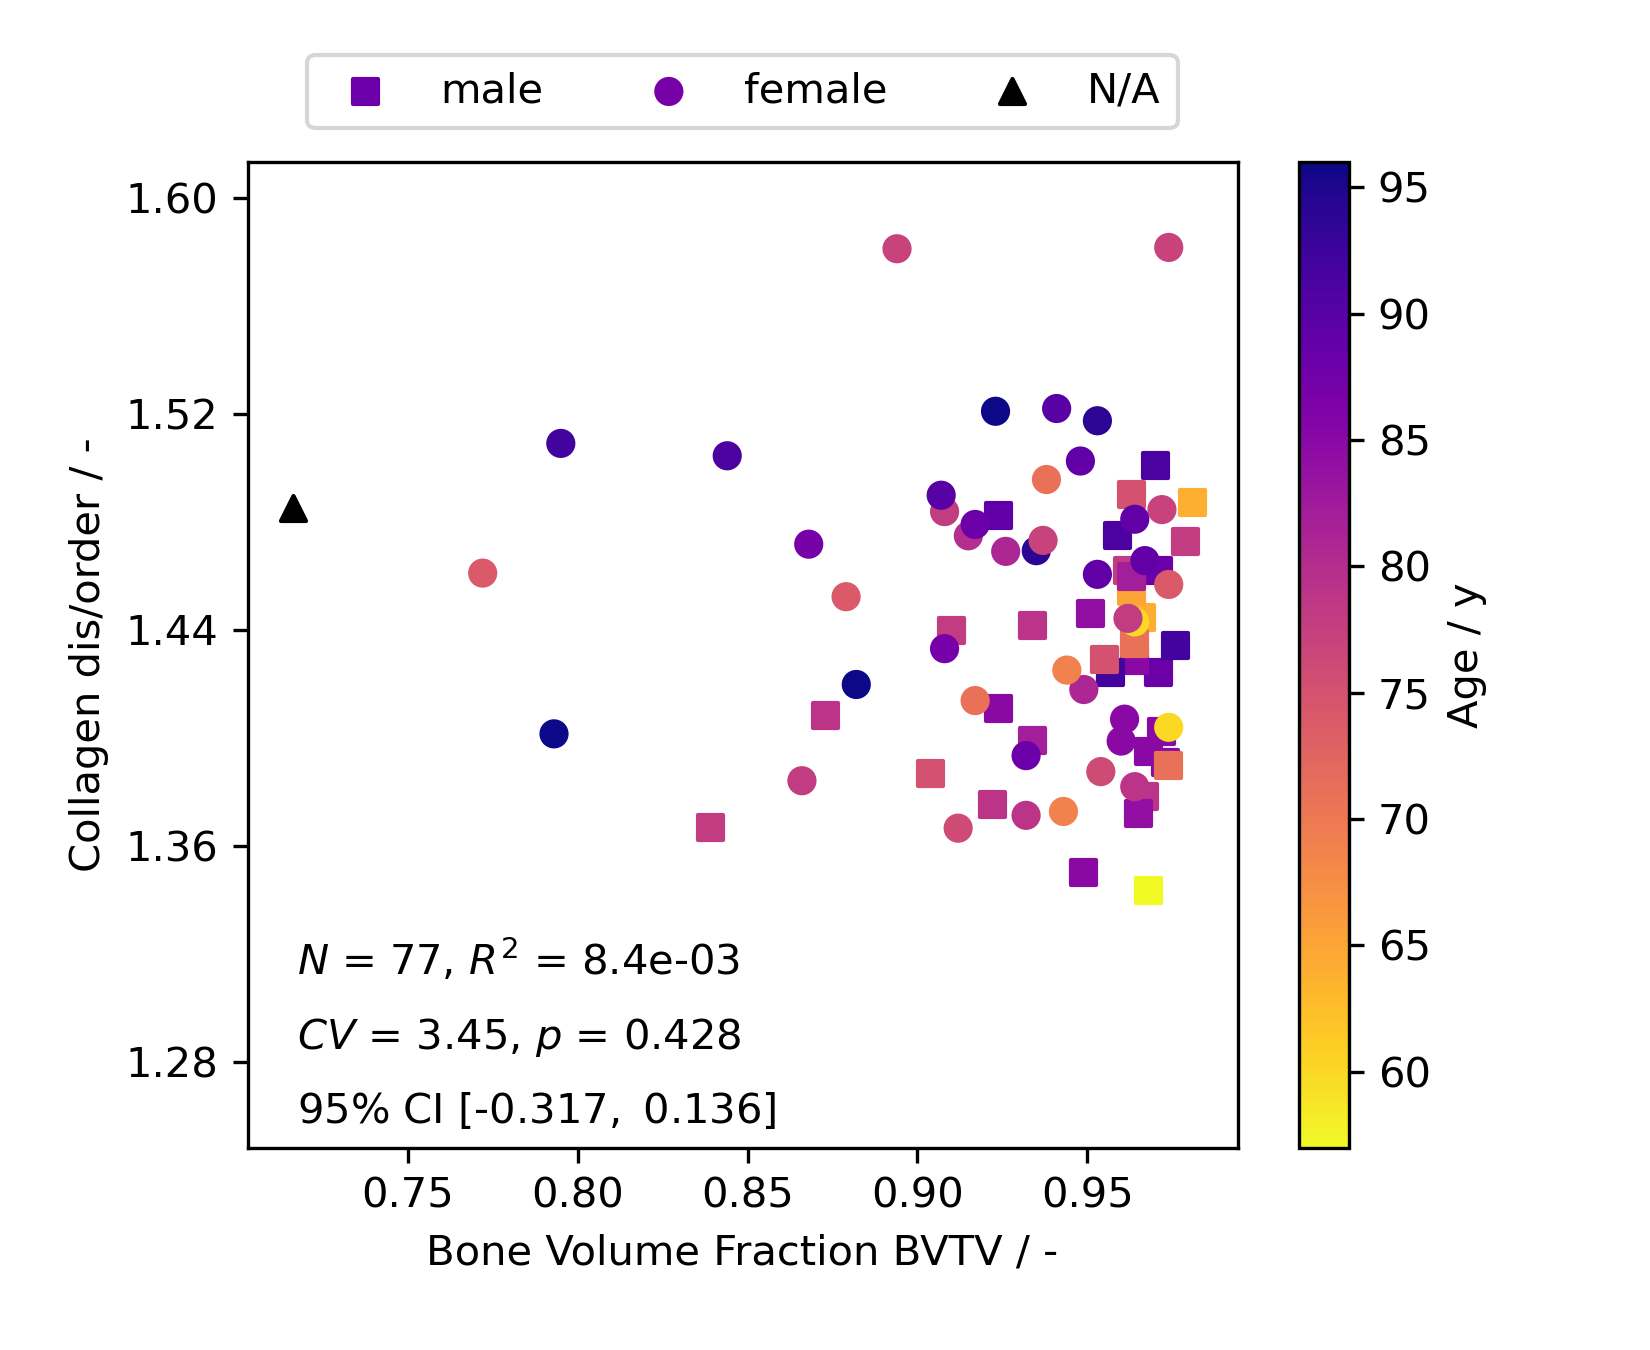 male female N/A
1.60
1.52
1.44
1.36
1.28
Collagen dis/order / -
N = 77, R² = 8.4e-03
CV = 3.45, p = 0.428
95% CI [-0.317, 0.136]
0.75 0.80 0.85 0.90 0.95
Bone Volume Fraction BVTV / -
95
90
85
80
75
70
65
60
Age / y